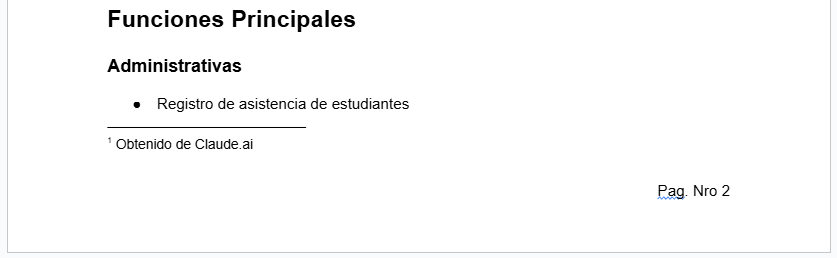 Funciones Principales
Administrativas
● Registro de asistencia de estudiantes
1 Obtenido de Claude.ai
Pag. Nro 2